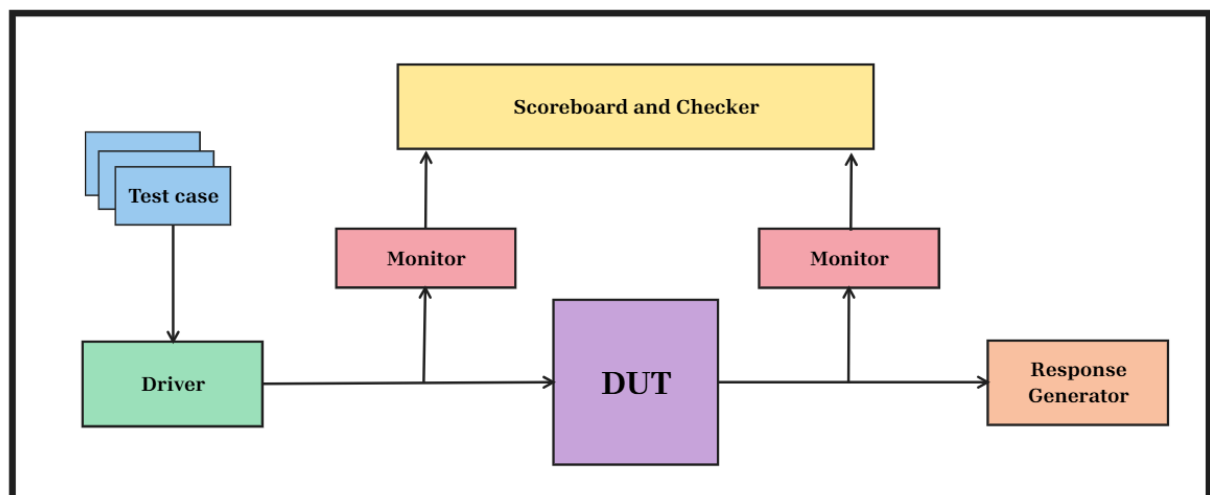 Scoreboard and Checker
Test case
Monitor
Monitor
Driver
DUT
Response
Generator